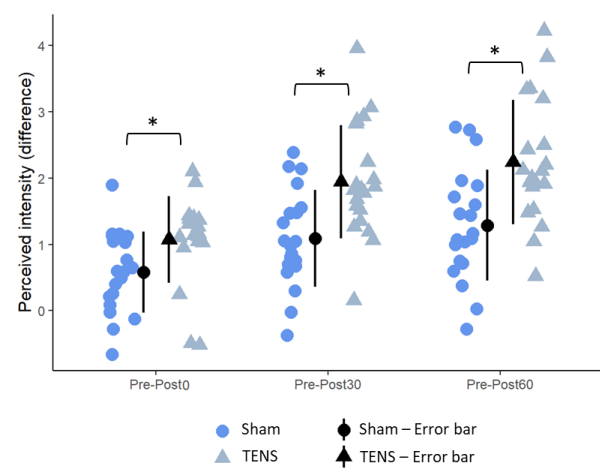 4
*
*
3
*
2
1
0
Perceived intensity (difference)
Pre-Post0 Pre-Post30 Pre-Post60
Sham Sham – Error bar
TENS TENS – Error bar